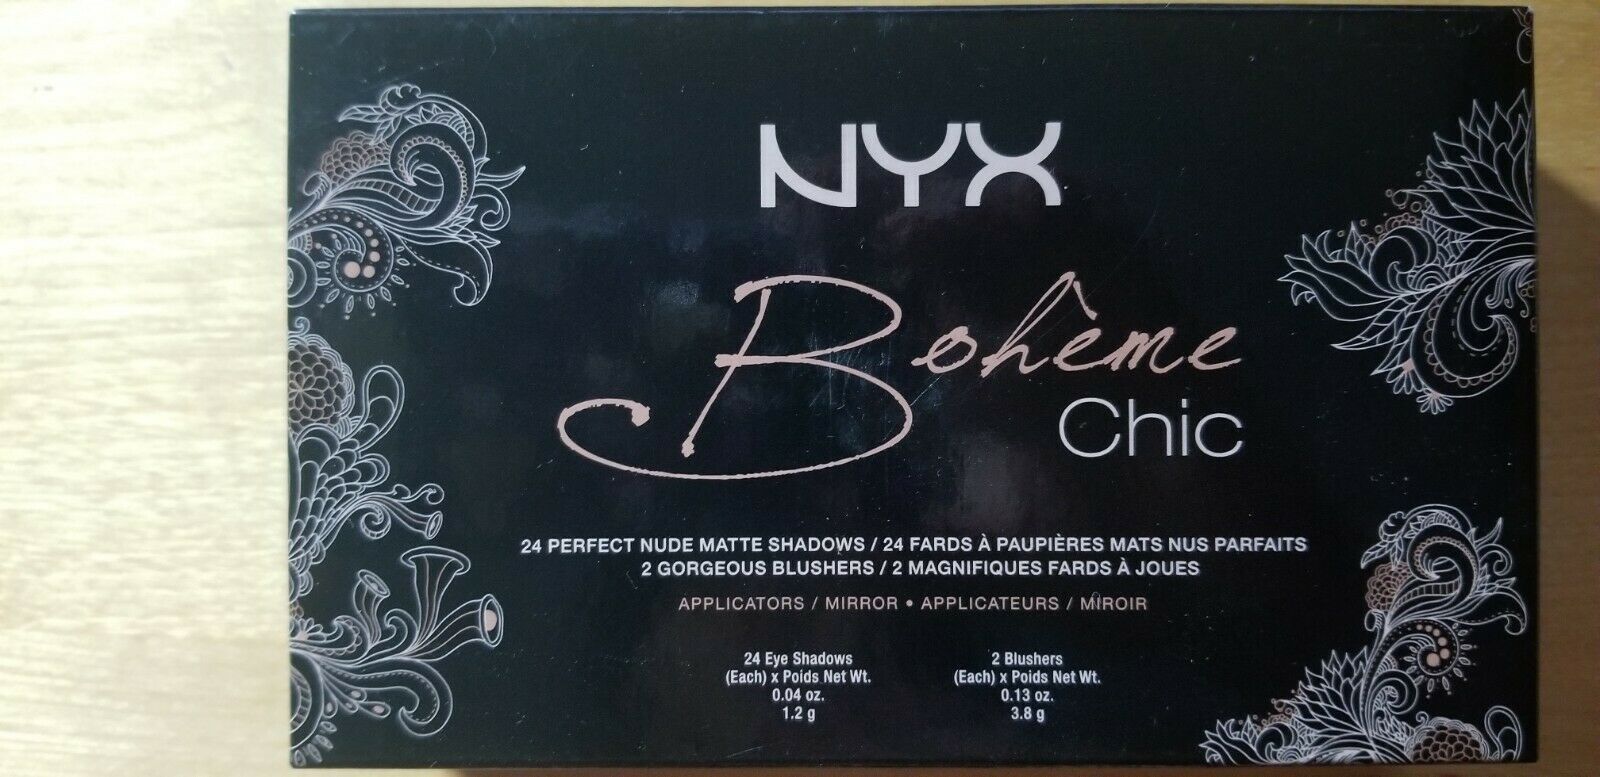 NYX
Bohème
Chic
24 PERFECT NUDE MATTE SHADOWS / 24 FARDS À PAUPIÈRES MATS NUS PARFAITS
2 GORGEOUS BLUSHERS / 2 MAGNIFIQUES FARDS À JOUES
APPLICATORS / MIRROR • APPLICATEURS / MIROIR
24 Eye Shadows
(Each) x Poids Net Wt.
0.04 oz.
1.2 g
2 Blushers
(Each) x Poids Net Wt.
0.13 oz.
3.8 g